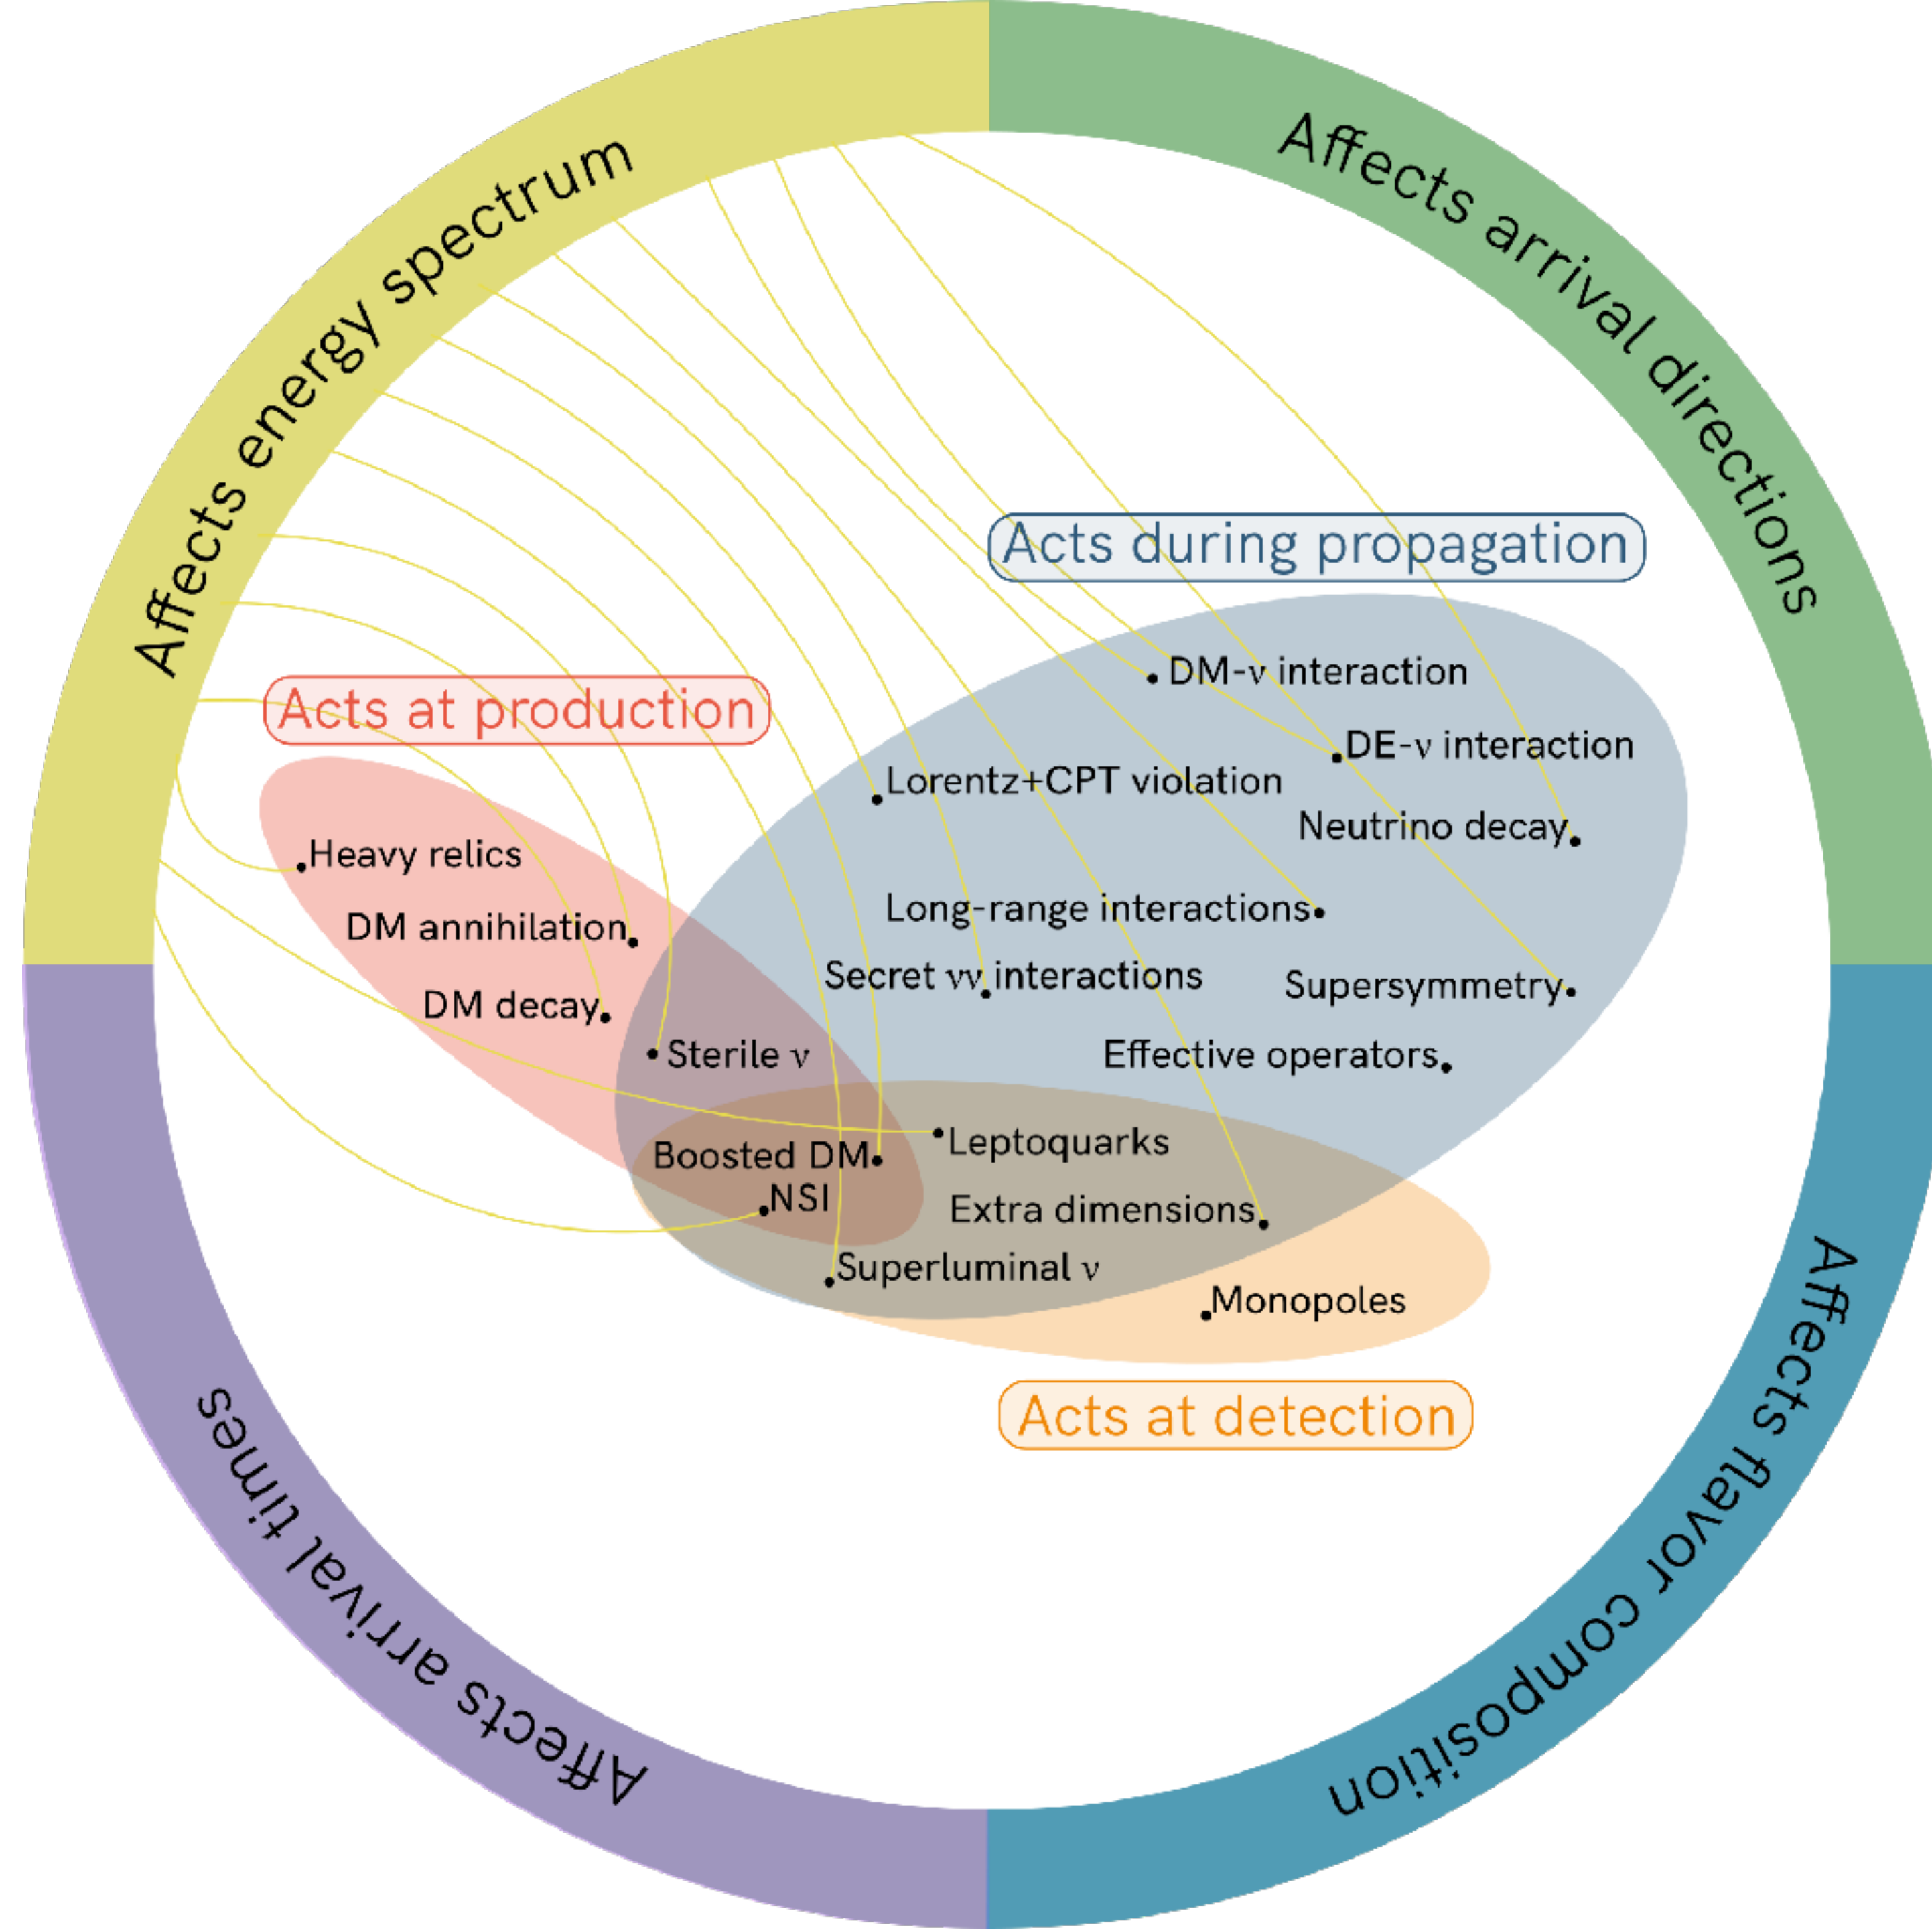 Affects energy spectrum
Affects arrival directions
Acts during propagation
DM-ν interaction
Acts at production
DE-ν interaction
Lorentz+CPT violation
Neutrino decay
Heavy relics
Long-range interactions
DM annihilation
Secret νν interactions
Supersymmetry
DM decay
Sterile ν
Effective operators
Leptoquarks
Boosted DM
NSI
Extra dimensions
Superluminal ν
Monopoles
Acts at detection
Affects arrival times
Affects flavor composition